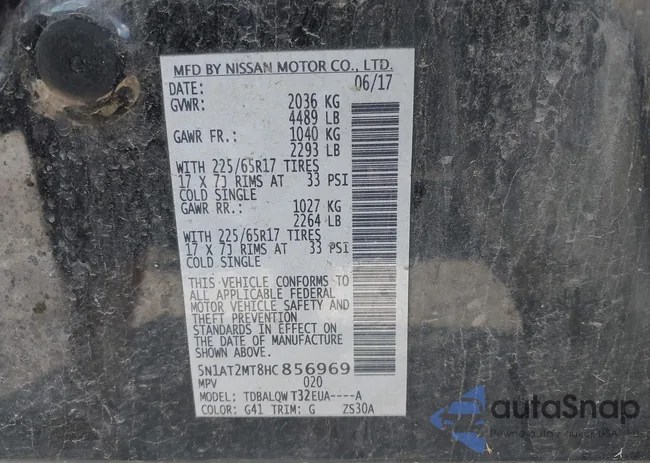 MFD BY NISSAN MOTOR CO., LTD.
DATE: 06/17
GVWR: 2036 KG
4489 LB
GAWR FR.: 1040 KG
2293 LB
WITH 225/65R17 TIRES
17 X 7J RIMS AT 33 PSI
COLD SINGLE
GAWR RR.: 1027 KG
2264 LB
WITH 225/65R17 TIRES
17 X 7J RIMS AT 33 PSI
COLD SINGLE
THIS VEHICLE CONFORMS TO
ALL APPLICABLE FEDERAL
MOTOR VEHICLE SAFETY AND
THEFT PREVENTION
STANDARDS IN EFFECT ON
THE DATE OF MANUFACTURE
SHOWN ABOVE.
5N1AT2MT8HC856969
MPV 020
MODEL: TDBALQWT32EUA----A
COLOR: G41 TRIM: G ZS30A
autoSnap